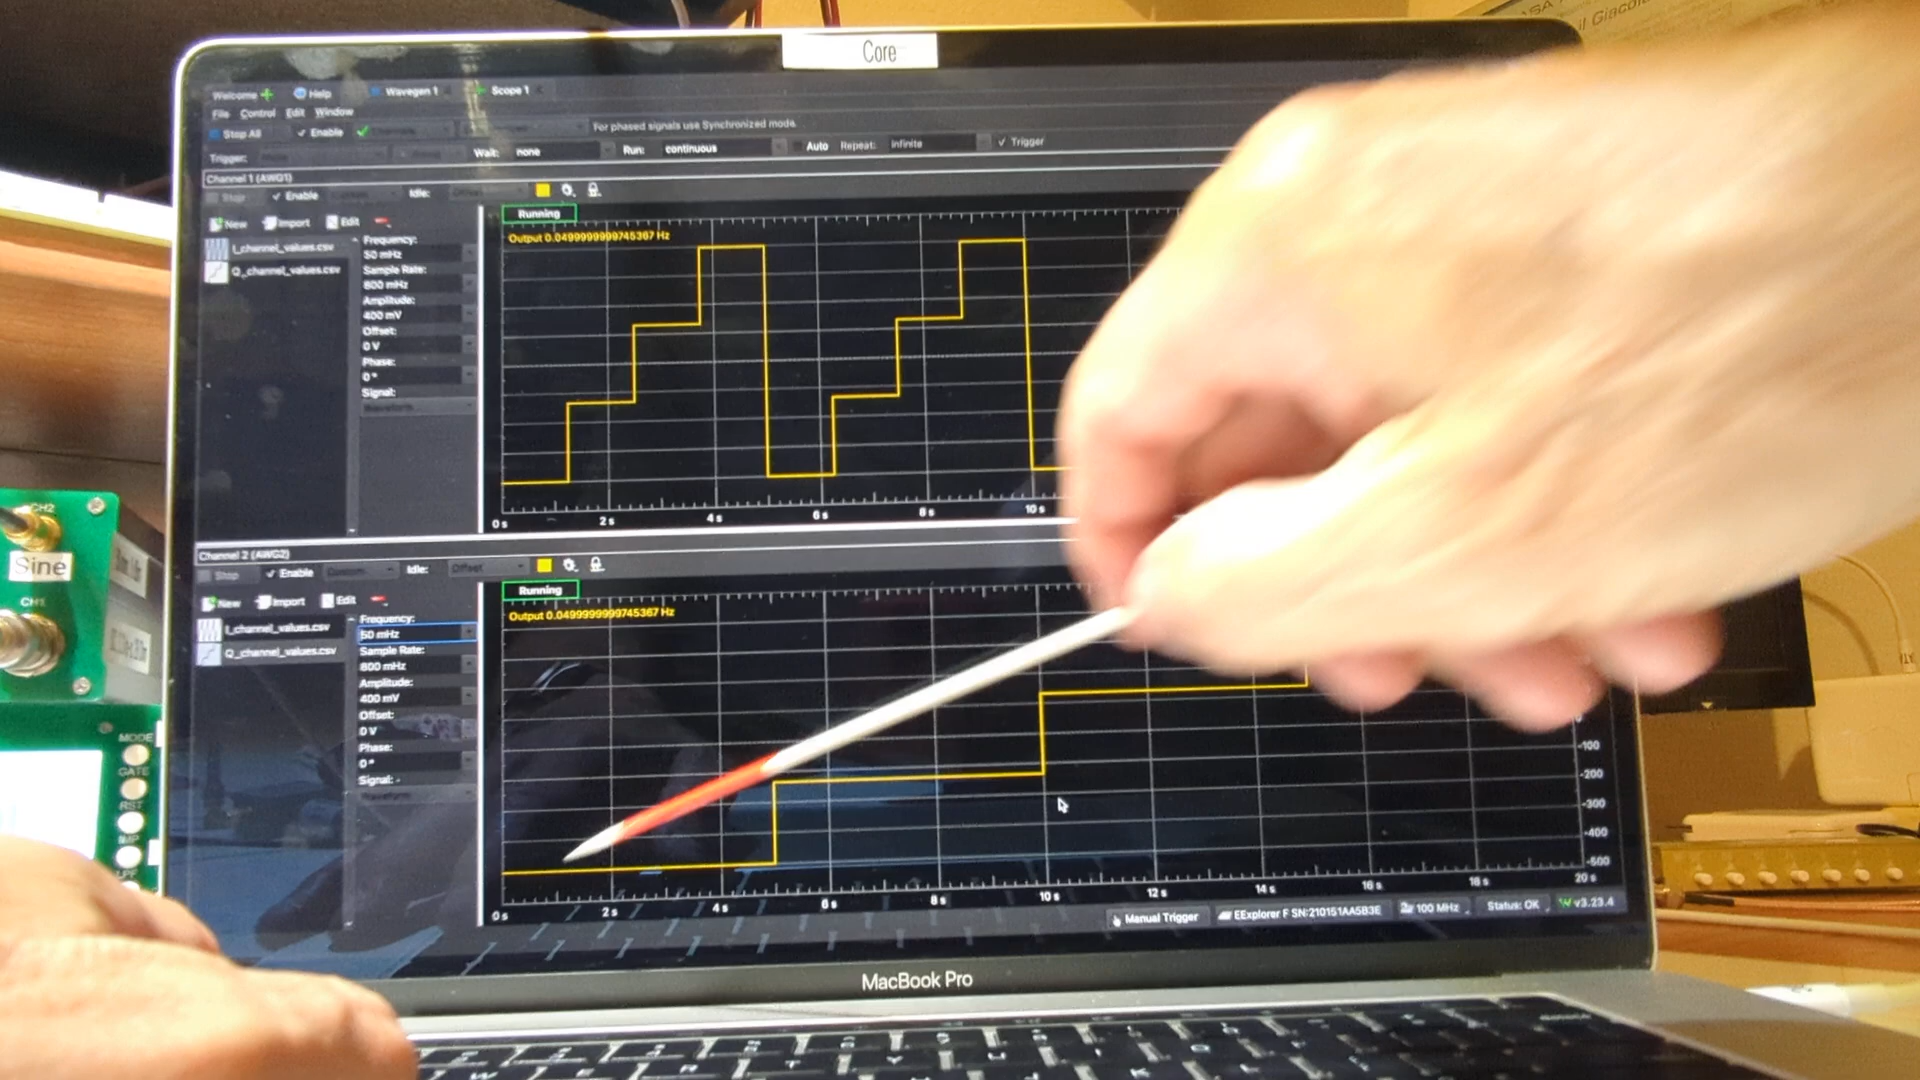 Core
Welcome Help Wavegen 1 Scope 1
File Control Edit Window
Stop All Enable For phased signals use Synchronized mode.
Trigger: Wait: none Run: continuous Auto Repeat: infinite Trigger
Channel 1 (AWG1)
Stop Enable Idle:
New Import Edit
I_channel_values.csv
Q_channel_values.csv
Frequency:
50 mHz
Sample Rate:
800 mHz
Amplitude:
400 mV
Offset:
0 V
Phase:
0 °
Signal:
Running
Output 0.0499999999745367 Hz
0 s 2 s 4 s 6 s 8 s 10 s
Channel 2 (AWG2)
Stop Enable Custom Idle: Offset
New Import Edit
I_channel_values.csv
Q_channel_values.csv
Frequency:
50 mHz
Sample Rate:
800 mHz
Amplitude:
400 mV
Offset:
0 V
Phase:
0 °
Signal:
Running
Output 0.0499999999745367 Hz
-100
-200
-300
-400
-500
0 s 2 s 4 s 6 s 8 s 10 s 12 s 14 s 16 s 18 s 20 s
Manual Trigger EExplorer F SN:210151AA5B3E 100 MHz Status: OK v3.23.4
MacBook Pro
CH2
Sine
CH1
MODE
GATE
RST
IMP
LPF